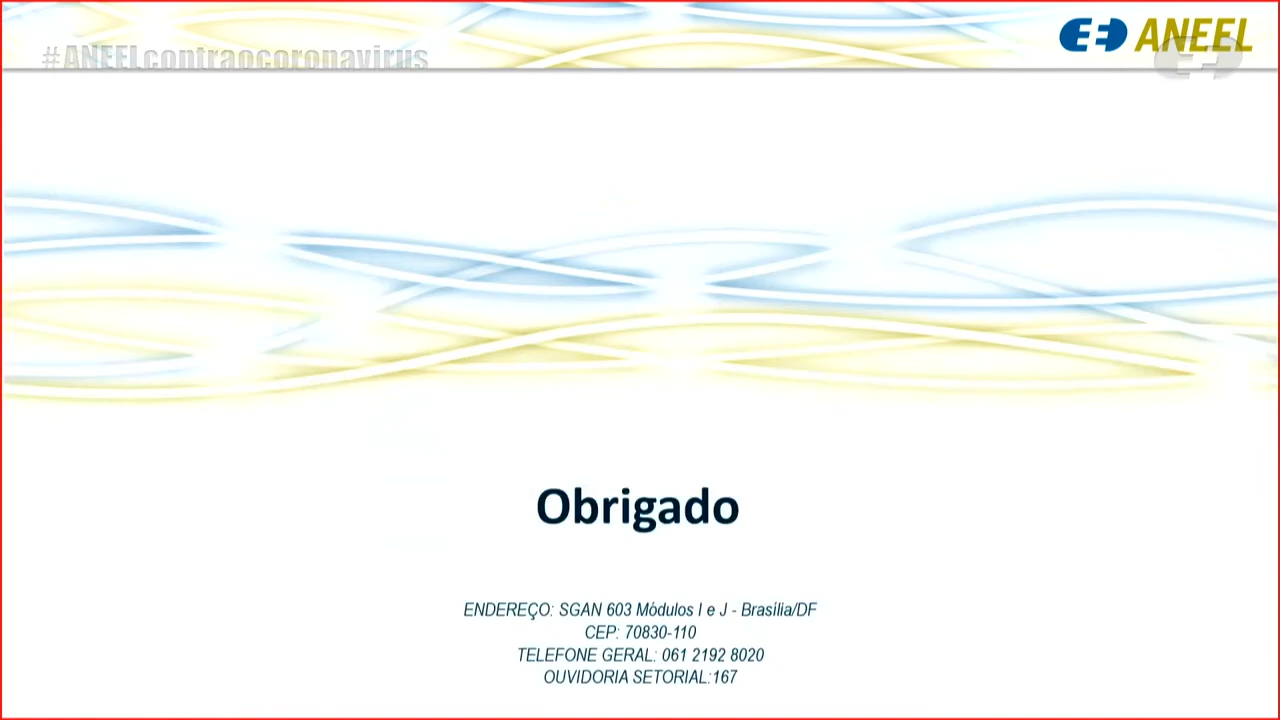 #ANEELcontraocoronavirus
ANEEL
Obrigado
ENDEREÇO: SGAN 603 Módulos I e J - Brasília/DF
CEP: 70830-110
TELEFONE GERAL: 061 2192 8020
OUVIDORIA SETORIAL:167